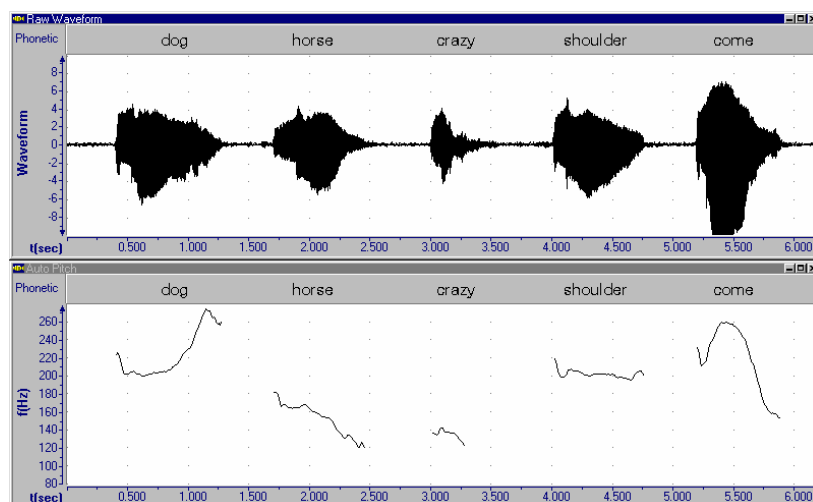 Raw Waveform
Phonetic dog horse crazy shoulder come
8
6
4
2
0
-2
-4
-6
-8
Waveform
t(sec) 0.500 1.000 1.500 2.000 2.500 3.000 3.500 4.000 4.500 5.000 5.500 6.000
Auto Pitch
Phonetic dog horse crazy shoulder come
260
240
220
200
180
160
140
120
100
80
f(Hz)
t(sec) 0.500 1.000 1.500 2.000 2.500 3.000 3.500 4.000 4.500 5.000 5.500 6.000